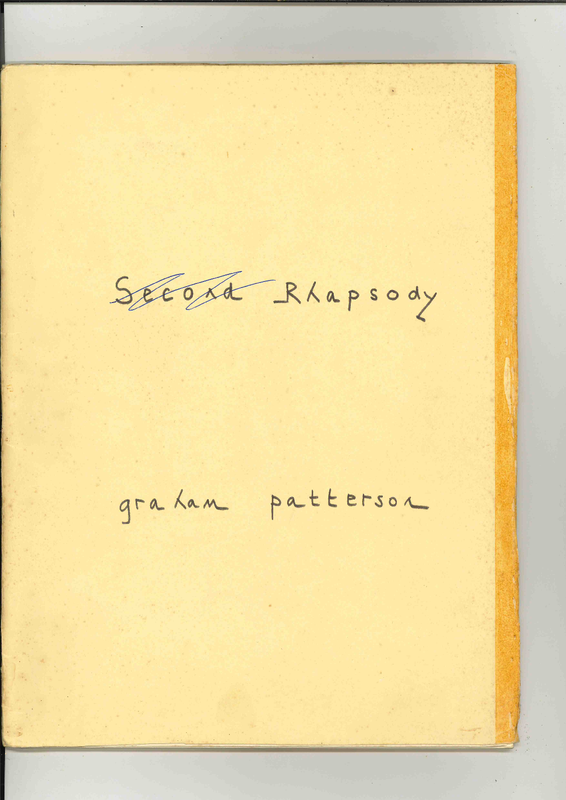 Second Rhapsody
graham patterson